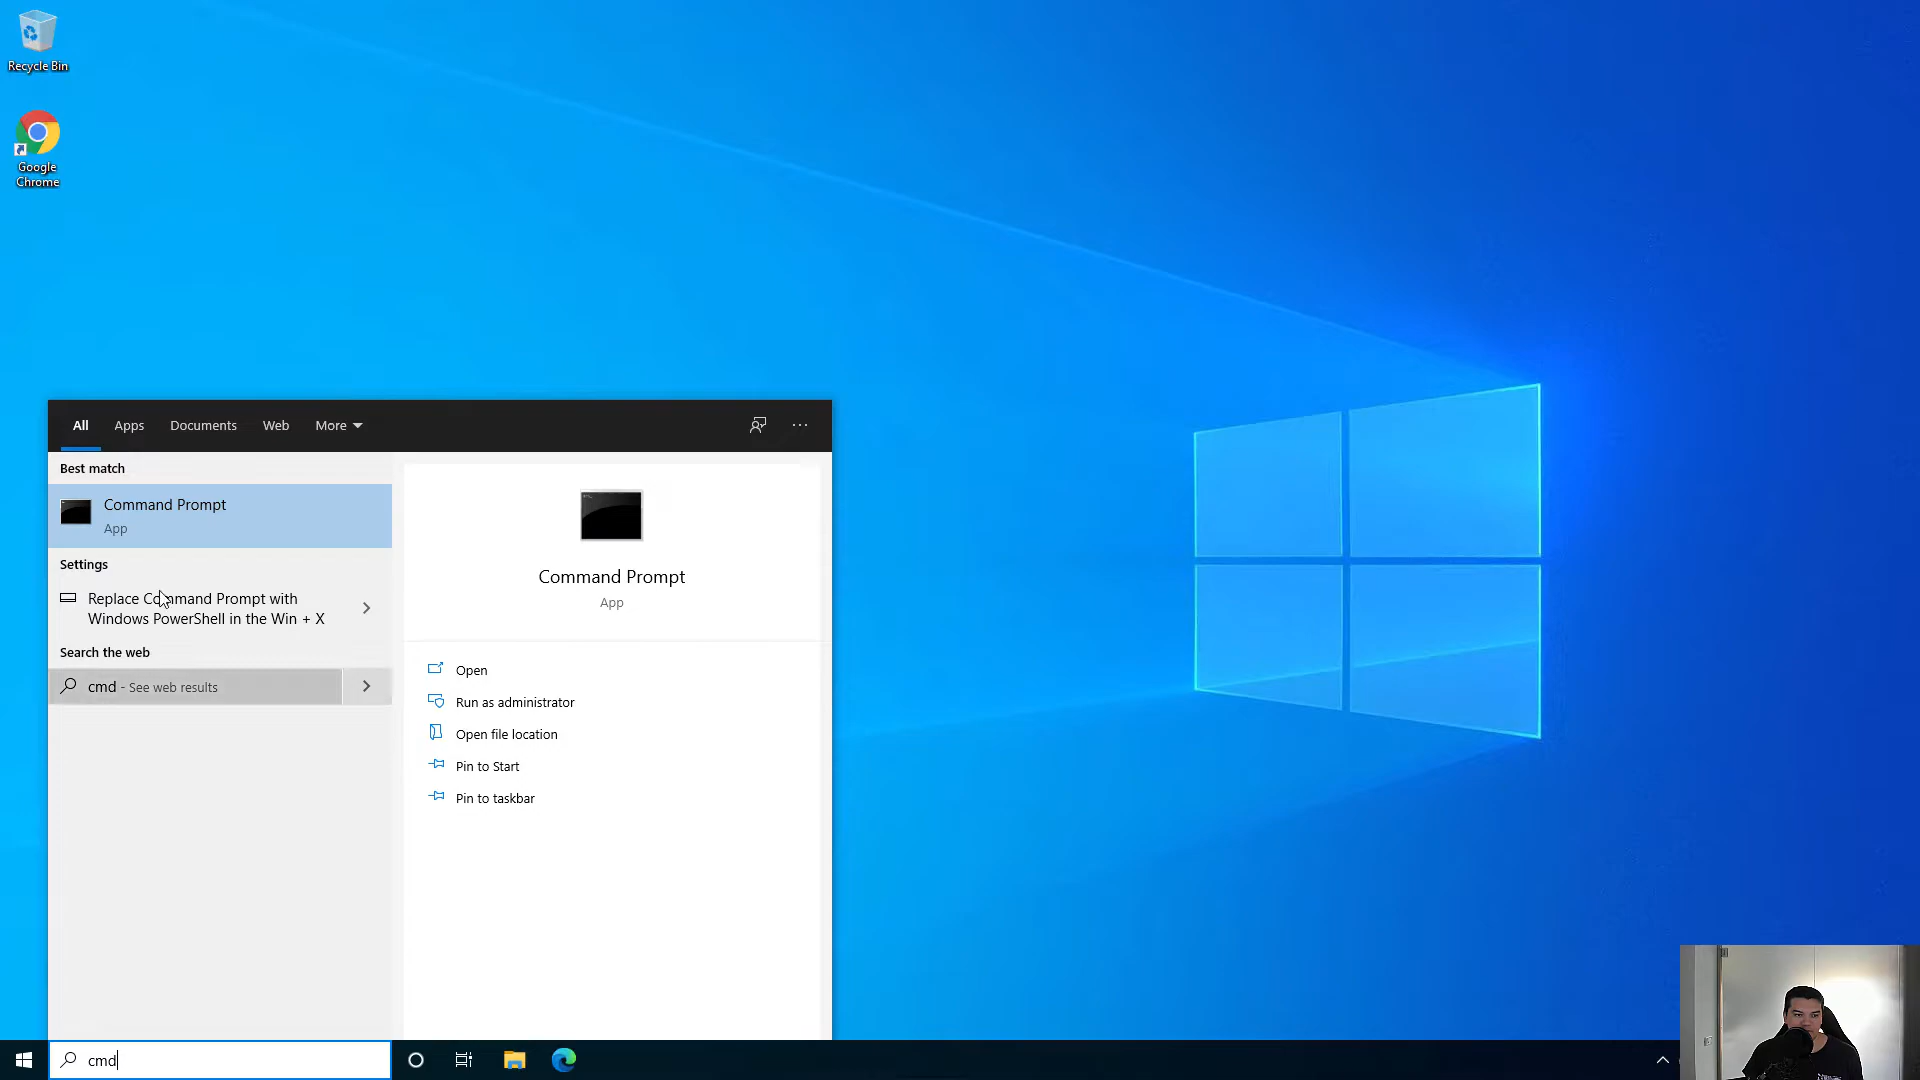 Recycle Bin
Google
Chrome
All
Apps
Documents
Web
More
Best match
Command Prompt
App
Settings
Replace Command Prompt with
Windows PowerShell in the Win + X
Search the web
cmd - See web results
Command Prompt
App
Open
Run as administrator
Open file location
Pin to Start
Pin to taskbar
cmd